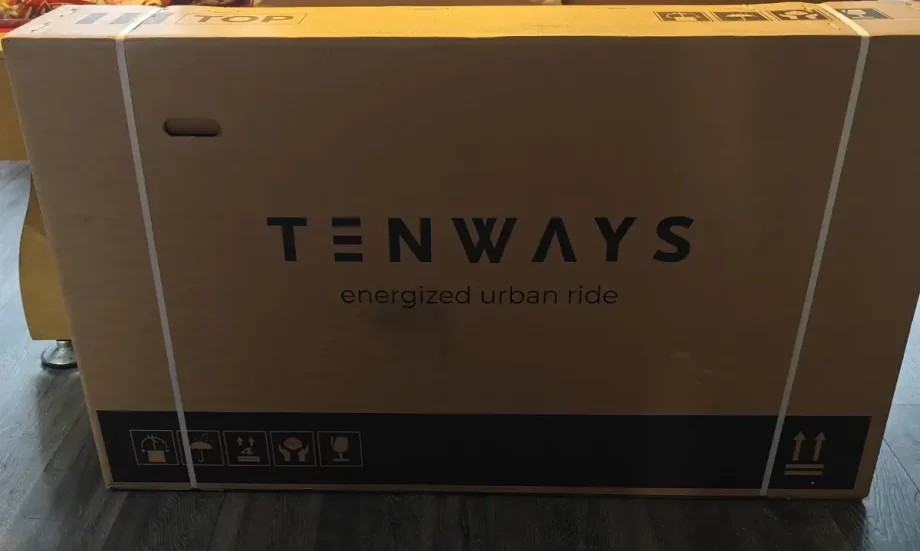 TOP
TENWAYS
energized urban ride